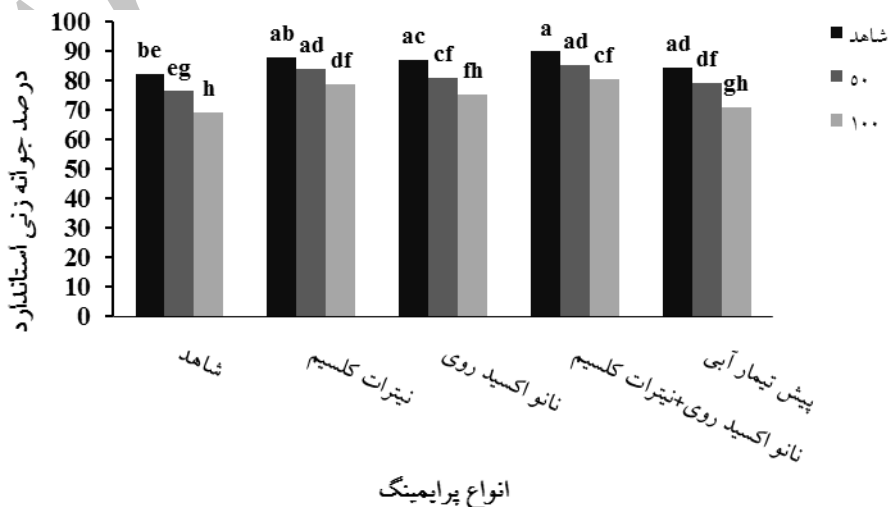 درصد جوانه زنی استاندارد
100
90
80
70
60
50
40
30
20
10
0
be eg h
ab ad df
ac cf fh
a ad cf
ad df gh
شاهد
۵۰
۱۰۰
شاهد
نیترات کلسیم
نانو اکسید روی
نانو اکسید روی+نیترات کلسیم
پیش تیمار آبی
انواع پرایمینگ